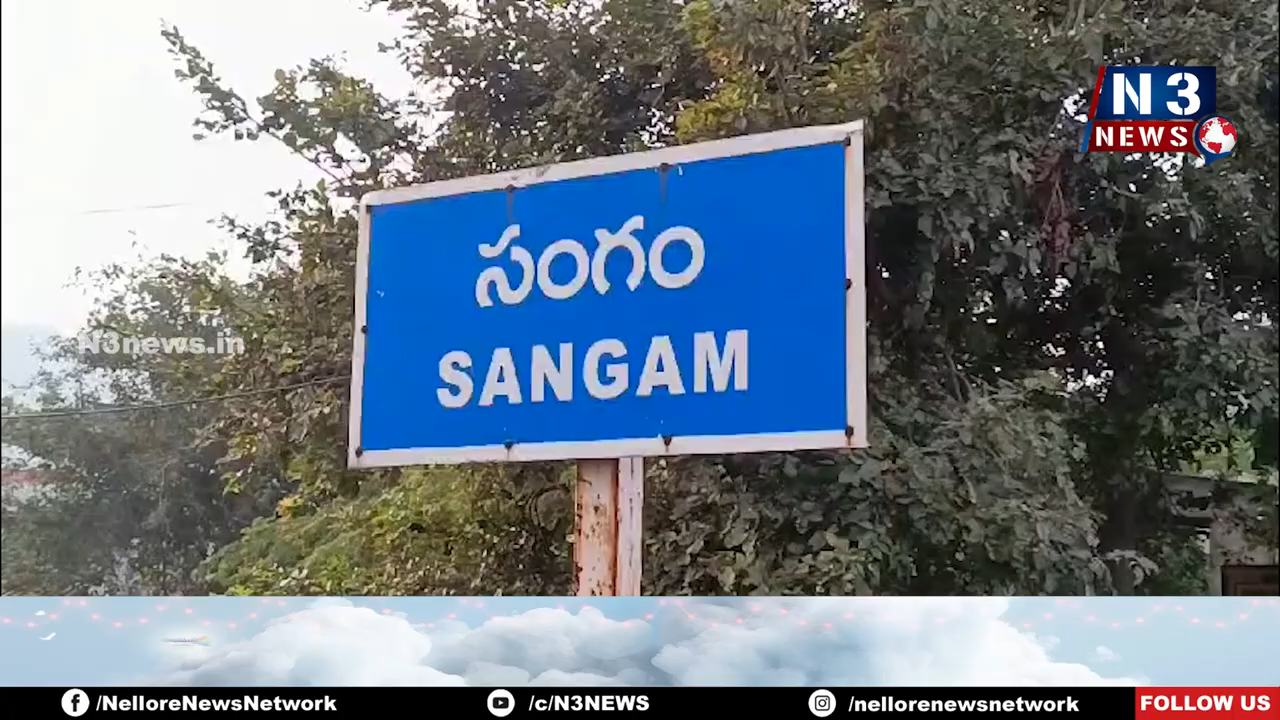 N3
NEWS
సంగం
SANGAM
N3news.in
/NelloreNewsNetwork
/c/N3NEWS
/nellorenewsnetwork
FOLLOW US